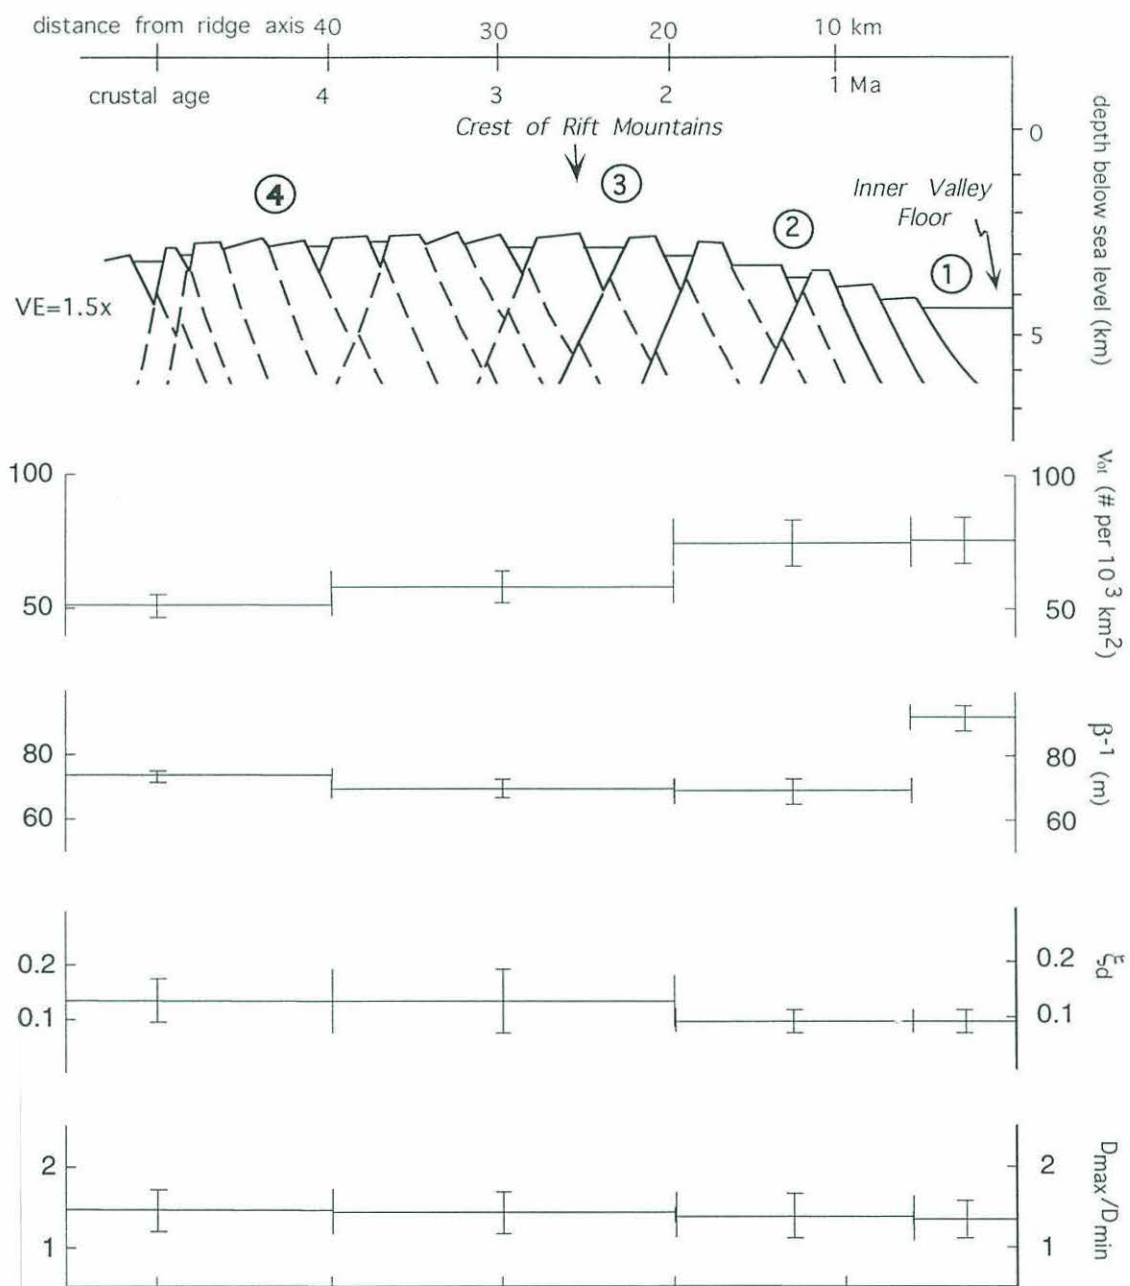 distance from ridge axis 40 30 20 10 km
crustal age 4 3 2 1 Ma
Crest of Rift Mountains
0
4
3
Inner Valley
Floor
2
1
VE=1.5x
5
depth below sea level (km)
100 100
50 50
Vot (# per 10³ km²)
80 80
60 60
β⁻¹ (m)
0.2 0.2
0.1 0.1
ξd
2 2
1 1
Dmax/Dmin